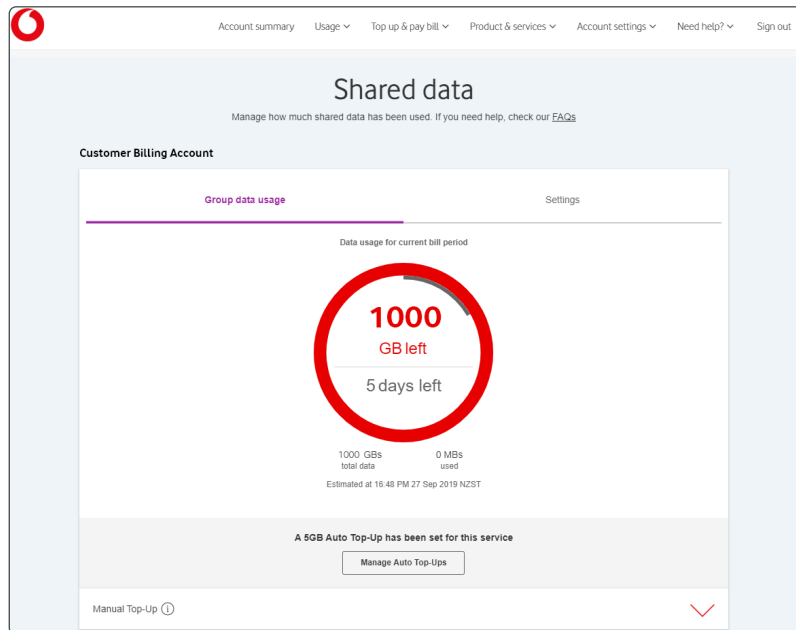 Account summary Usage Top up & pay bill Product & services Account settings Need help? Sign out
Shared data
Manage how much shared data has been used. If you need help, check our FAQs
Customer Billing Account
Group data usage Settings
Data usage for current bill period
1000
GB left
5 days left
1000 GBs 0 MBs
total data used
Estimated at 16:48 PM 27 Sep 2019 NZST
A 5GB Auto Top-Up has been set for this service
Manage Auto Top-Ups
Manual Top-Up i